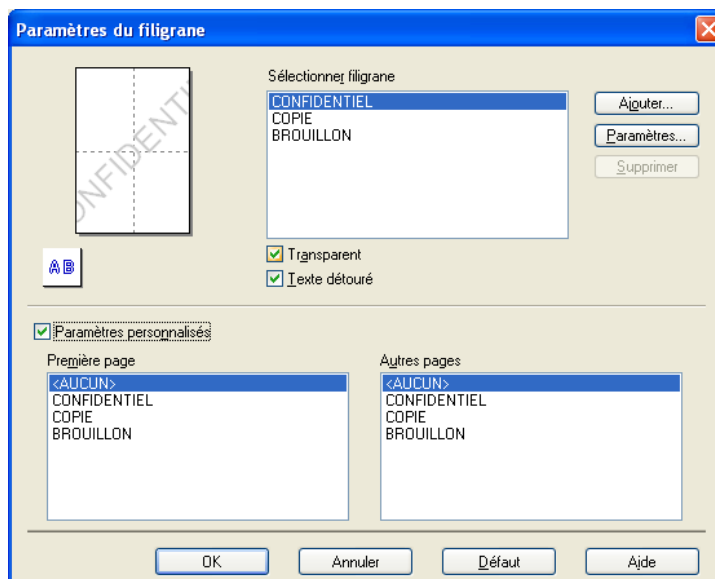 Paramètres du filigrane
Sélectionner filigrane
CONFIDENTIEL
COPIE
BROUILLON
Ajouter...
Paramètres...
Supprimer
ONFIDENTI
AB
Transparent
Texte détouré
Paramètres personnalisés
Première page
<AUCUN>
CONFIDENTIEL
COPIE
BROUILLON
Autres pages
<AUCUN>
CONFIDENTIEL
COPIE
BROUILLON
OK Annuler Défaut Aide